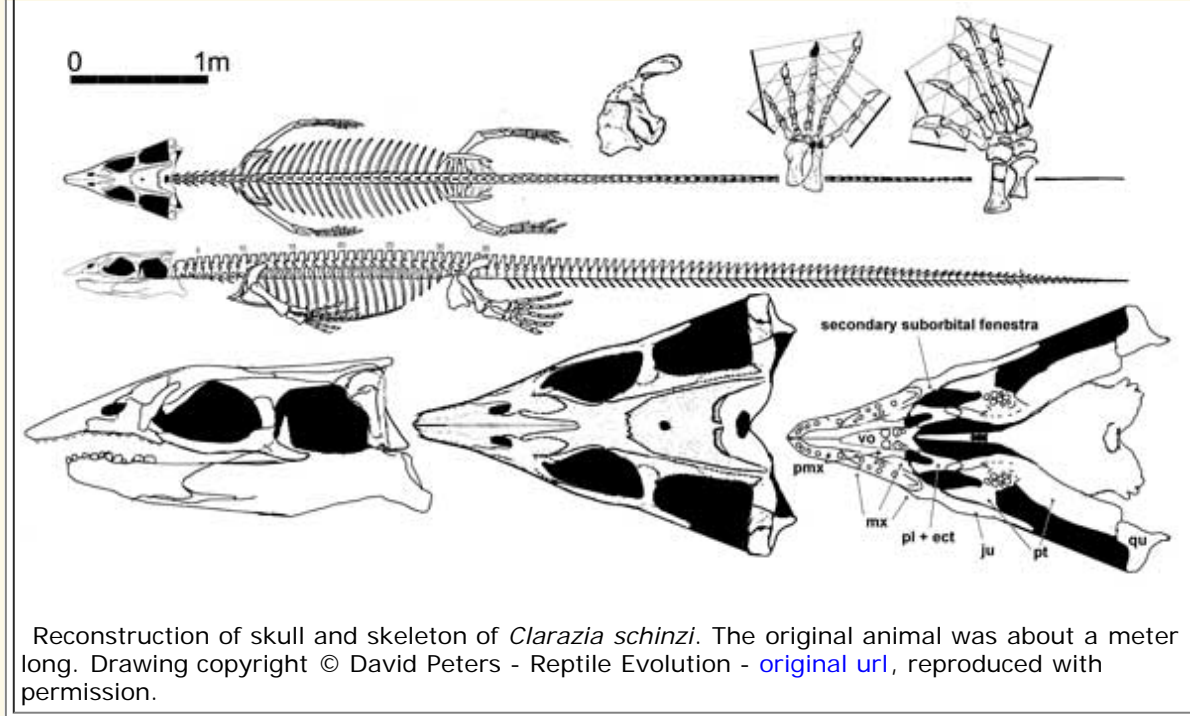 0 1m
secondary suborbital fenestra
vo
pmx
mx
pl + ect
ju
pt
qu
Reconstruction of skull and skeleton of Clarazia schinzi. The original animal was about a meter
long. Drawing copyright © David Peters - Reptile Evolution - original url, reproduced with
permission.